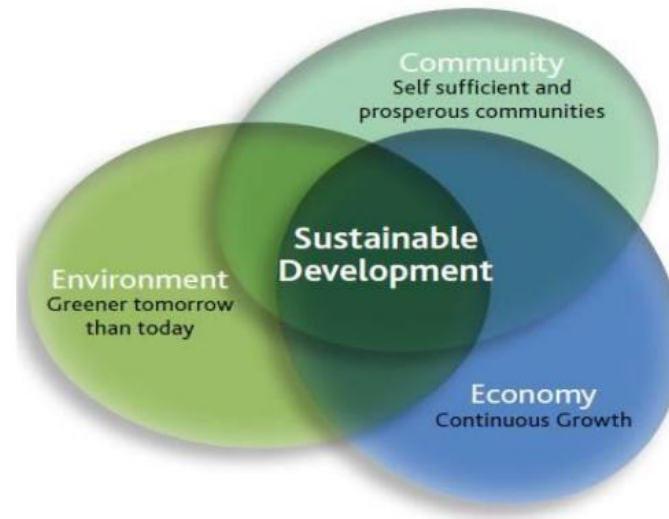 Community
Self sufficient and
prosperous communities
Sustainable
Development
Environment
Greener tomorrow
than today
Economy
Continuous Growth